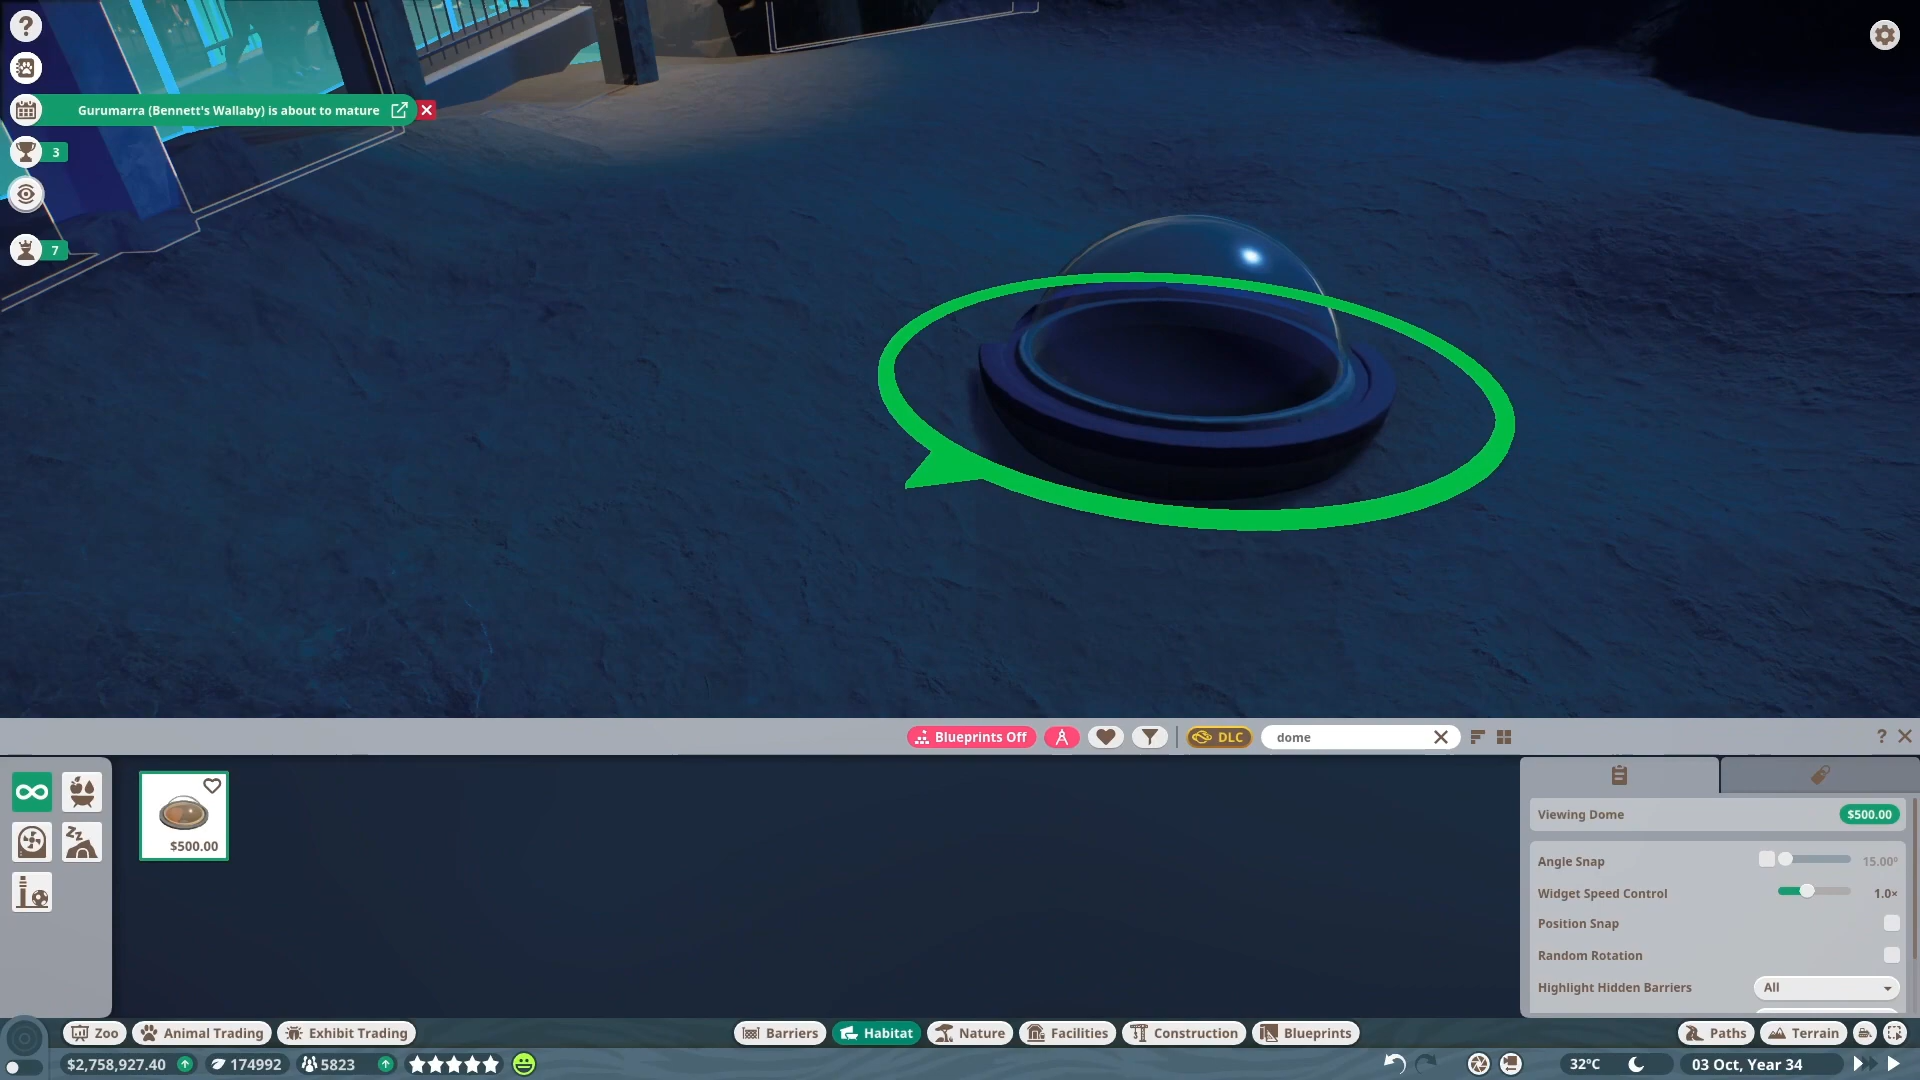 ?
Gurumarra (Bennett's Wallaby) is about to mature
3
7
Blueprints Off
DLC
dome
?
$500.00
Viewing Dome
$500.00
Angle Snap
15.00°
Widget Speed Control
1.0×
Position Snap
Random Rotation
Highlight Hidden Barriers
All
Zoo
Animal Trading
Exhibit Trading
Barriers
Habitat
Nature
Facilities
Construction
Blueprints
Paths
Terrain
$2,758,927.40
174992
5823
32°C
03 Oct, Year 34